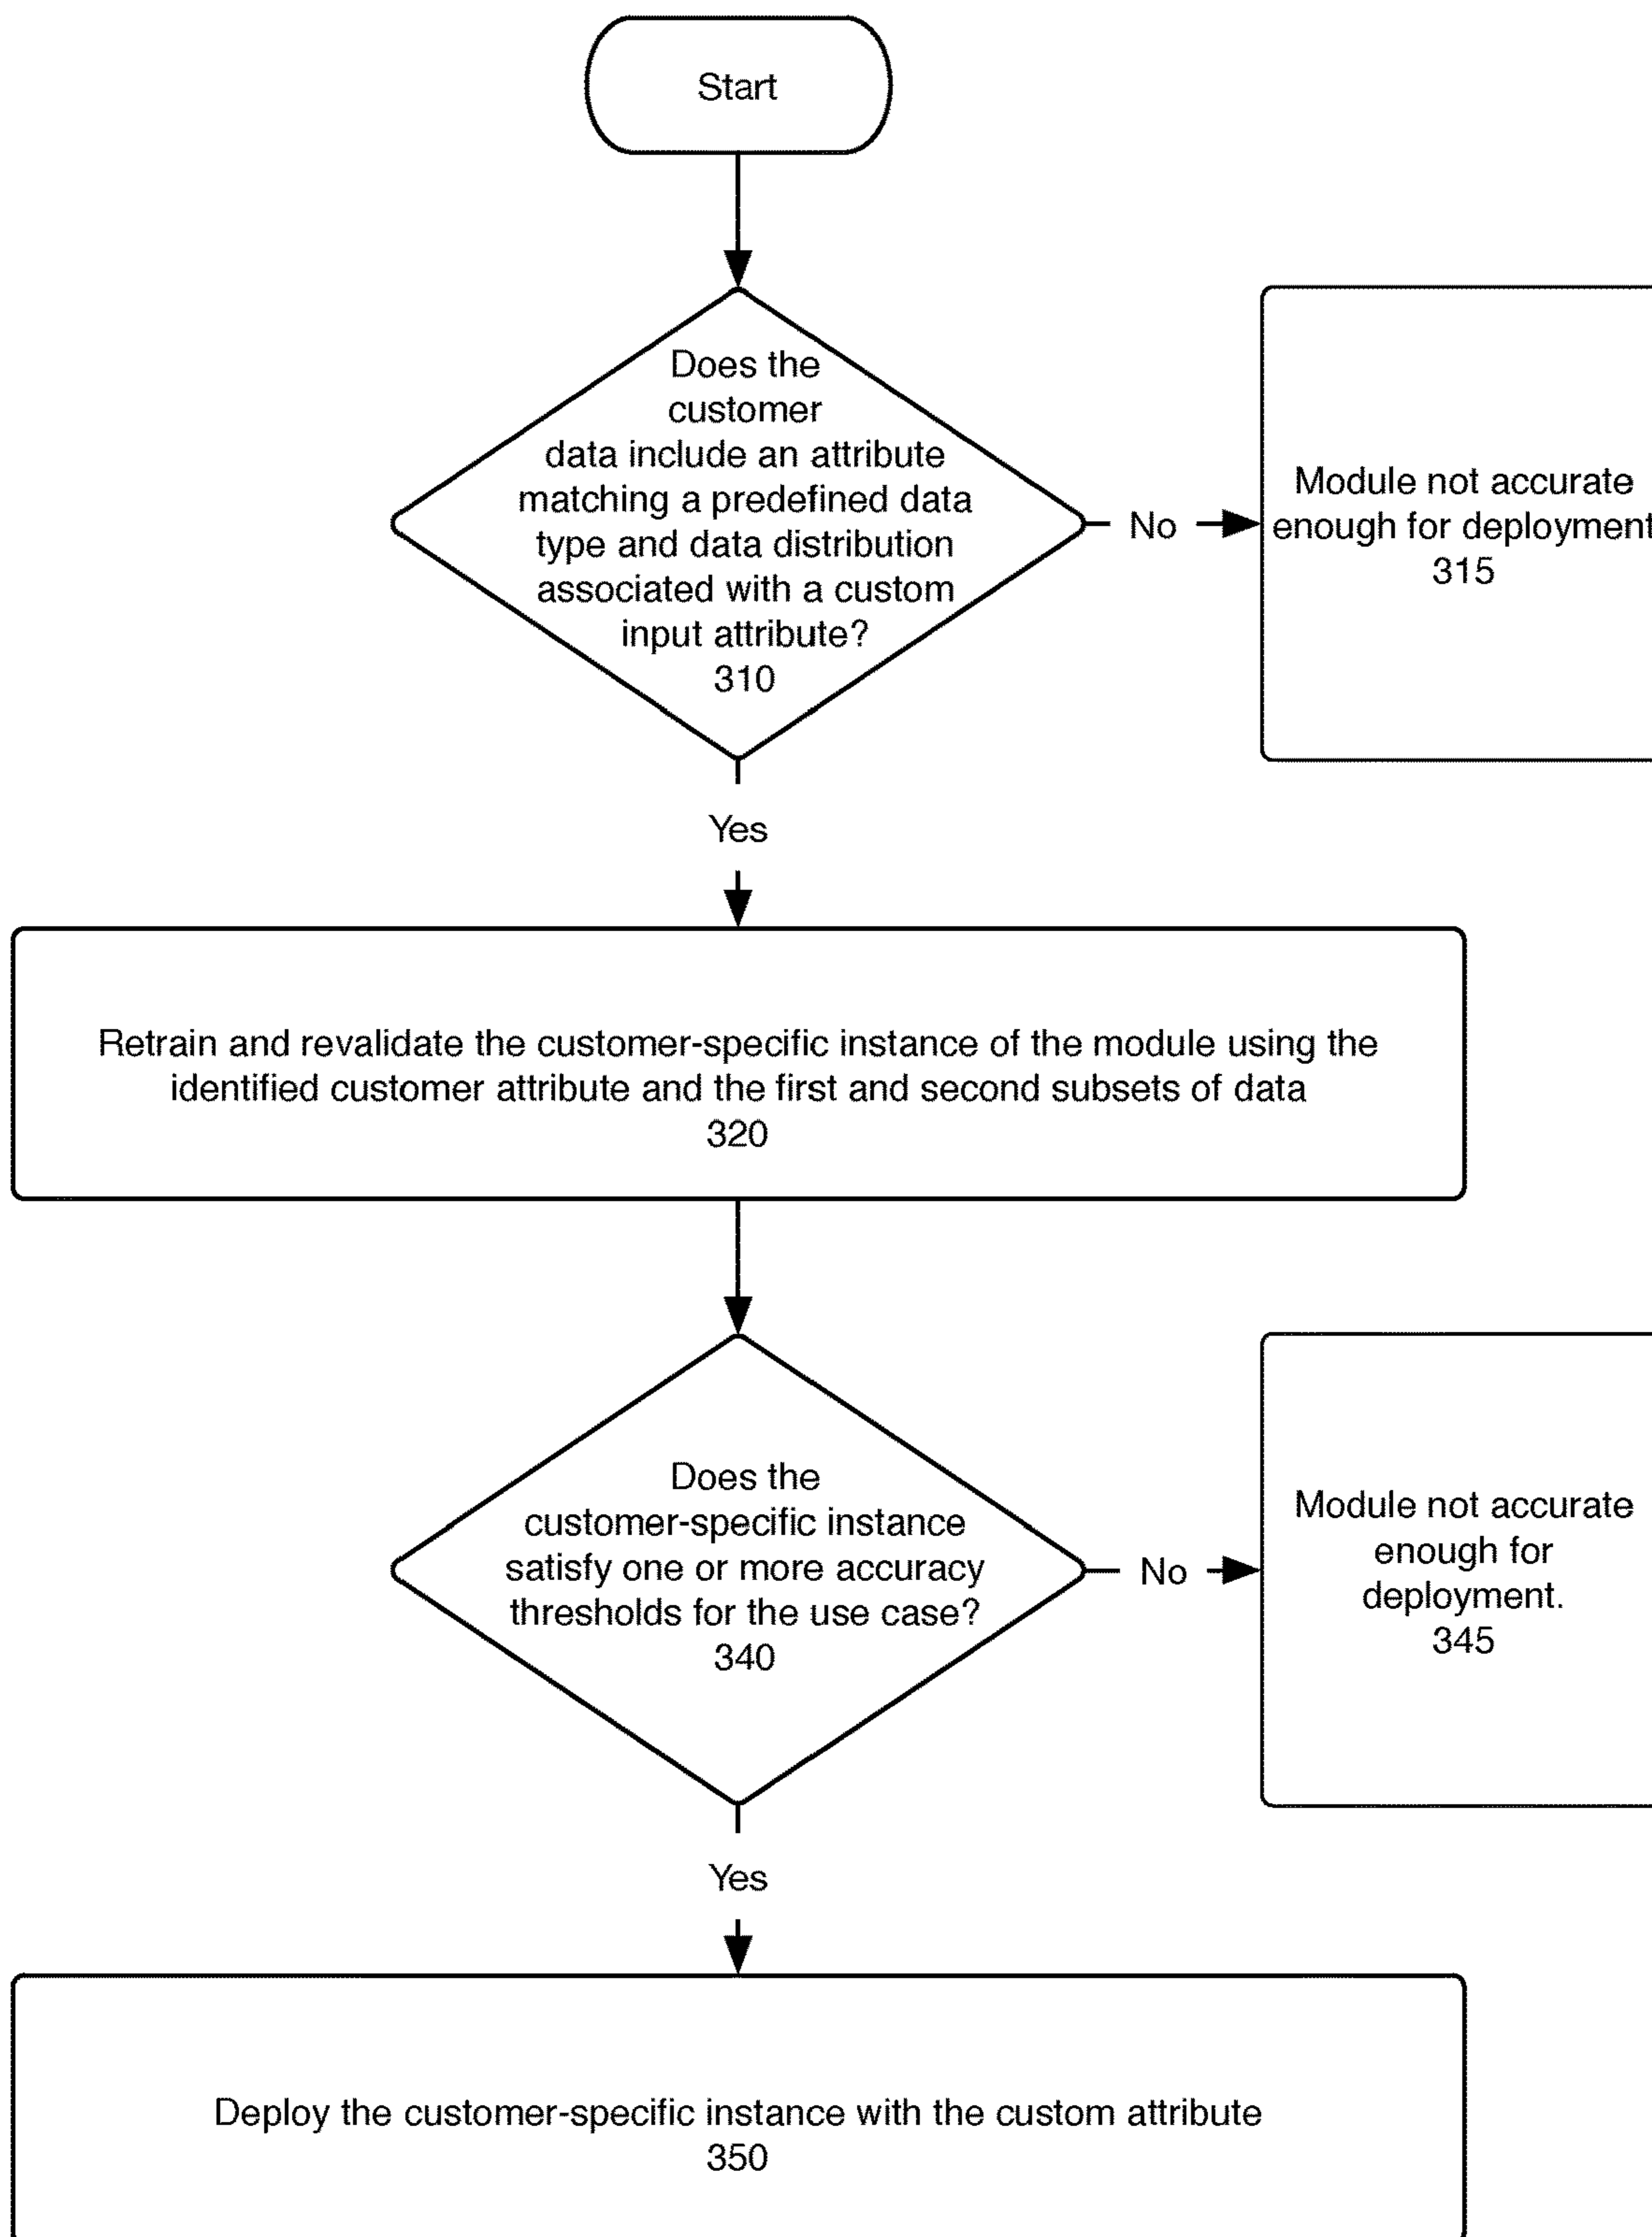 Start
Does the
customer
data include an attribute
matching a predefined data
type and data distribution
associated with a custom
input attribute?
310
No
Module not accurate
enough for deployment
315
Yes
Retrain and revalidate the customer-specific instance of the module using the
identified customer attribute and the first and second subsets of data
320
Does the
customer-specific instance
satisfy one or more accuracy
thresholds for the use case?
340
No
Module not accurate
enough for
deployment.
345
Yes
Deploy the customer-specific instance with the custom attribute
350